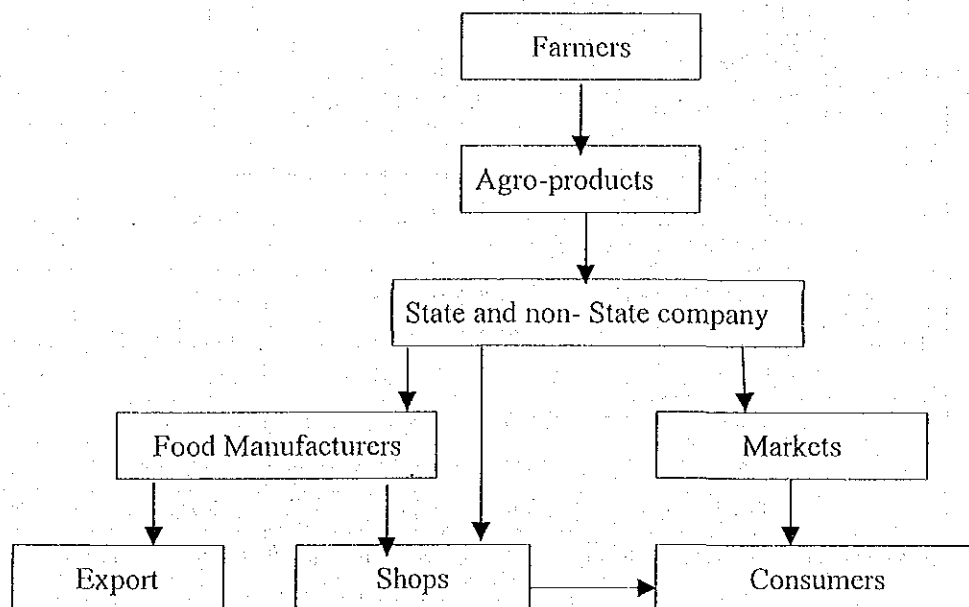 Farmers
Agro-products
State and non- State company
Food Manufacturers
Markets
Export
Shops
Consumers